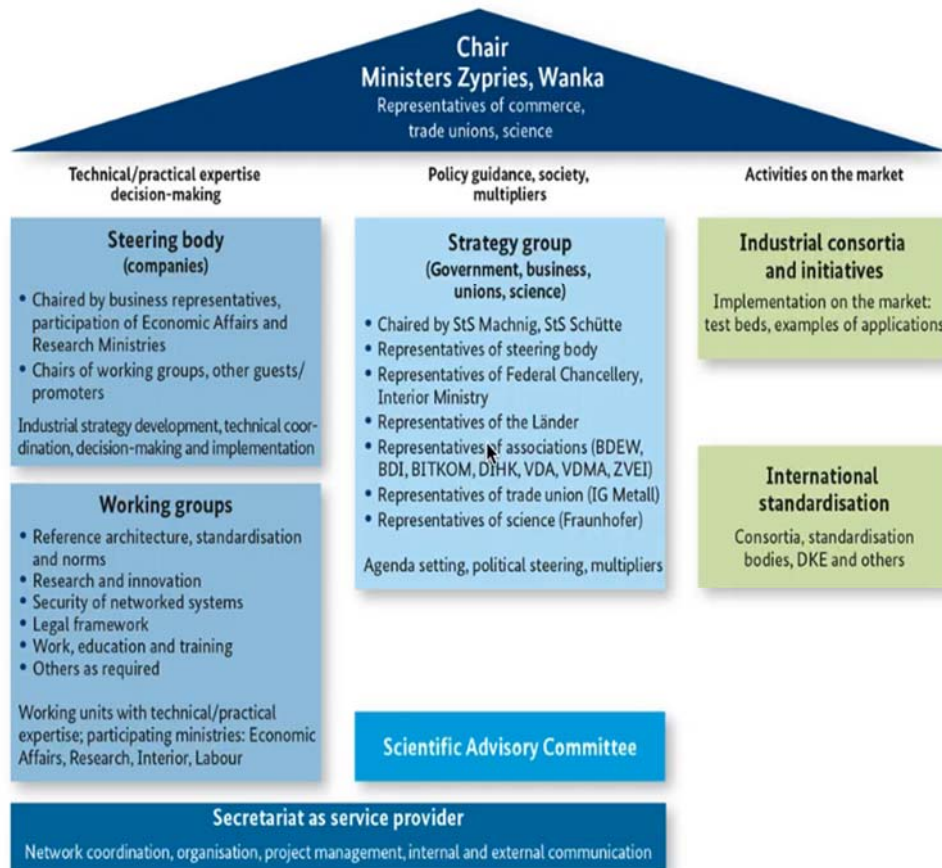 Chair
Ministers Zypries, Wanka
Representatives of commerce,
trade unions, science
Technical/practical expertise
decision-making
Steering body
(companies)
• Chaired by business representatives,
participation of Economic Affairs and
Research Ministries
• Chairs of working groups, other guests/
promoters
Industrial strategy development, technical coor-
dination, decision-making and implementation
Working groups
• Reference architecture, standardisation
and norms
• Research and innovation
• Security of networked systems
• Legal framework
• Work, education and training
• Others as required
Working units with technical/practical
expertise; participating ministries: Economic
Affairs, Research, Interior, Labour
Policy guidance, society,
multipliers
Strategy group
(Government, business,
unions, science)
• Chaired by StS Machnig, StS Schütte
• Representatives of steering body
• Representatives of Federal Chancellery,
Interior Ministry
• Representatives of the Länder
• Representatives of associations (BDEW,
BDI, BITKOM, DIHK, VDA, VDMA, ZVEI)
• Representatives of trade union (IG Metall)
• Representatives of science (Fraunhofer)
Agenda setting, political steering, multipliers
Scientific Advisory Committee
Activities on the market
Industrial consortia
and initiatives
Implementation on the market:
test beds, examples of applications
International
standardisation
Consortia, standardisation
bodies, DKE and others
Secretariat as service provider
Network coordination, organisation, project management, internal and external communication